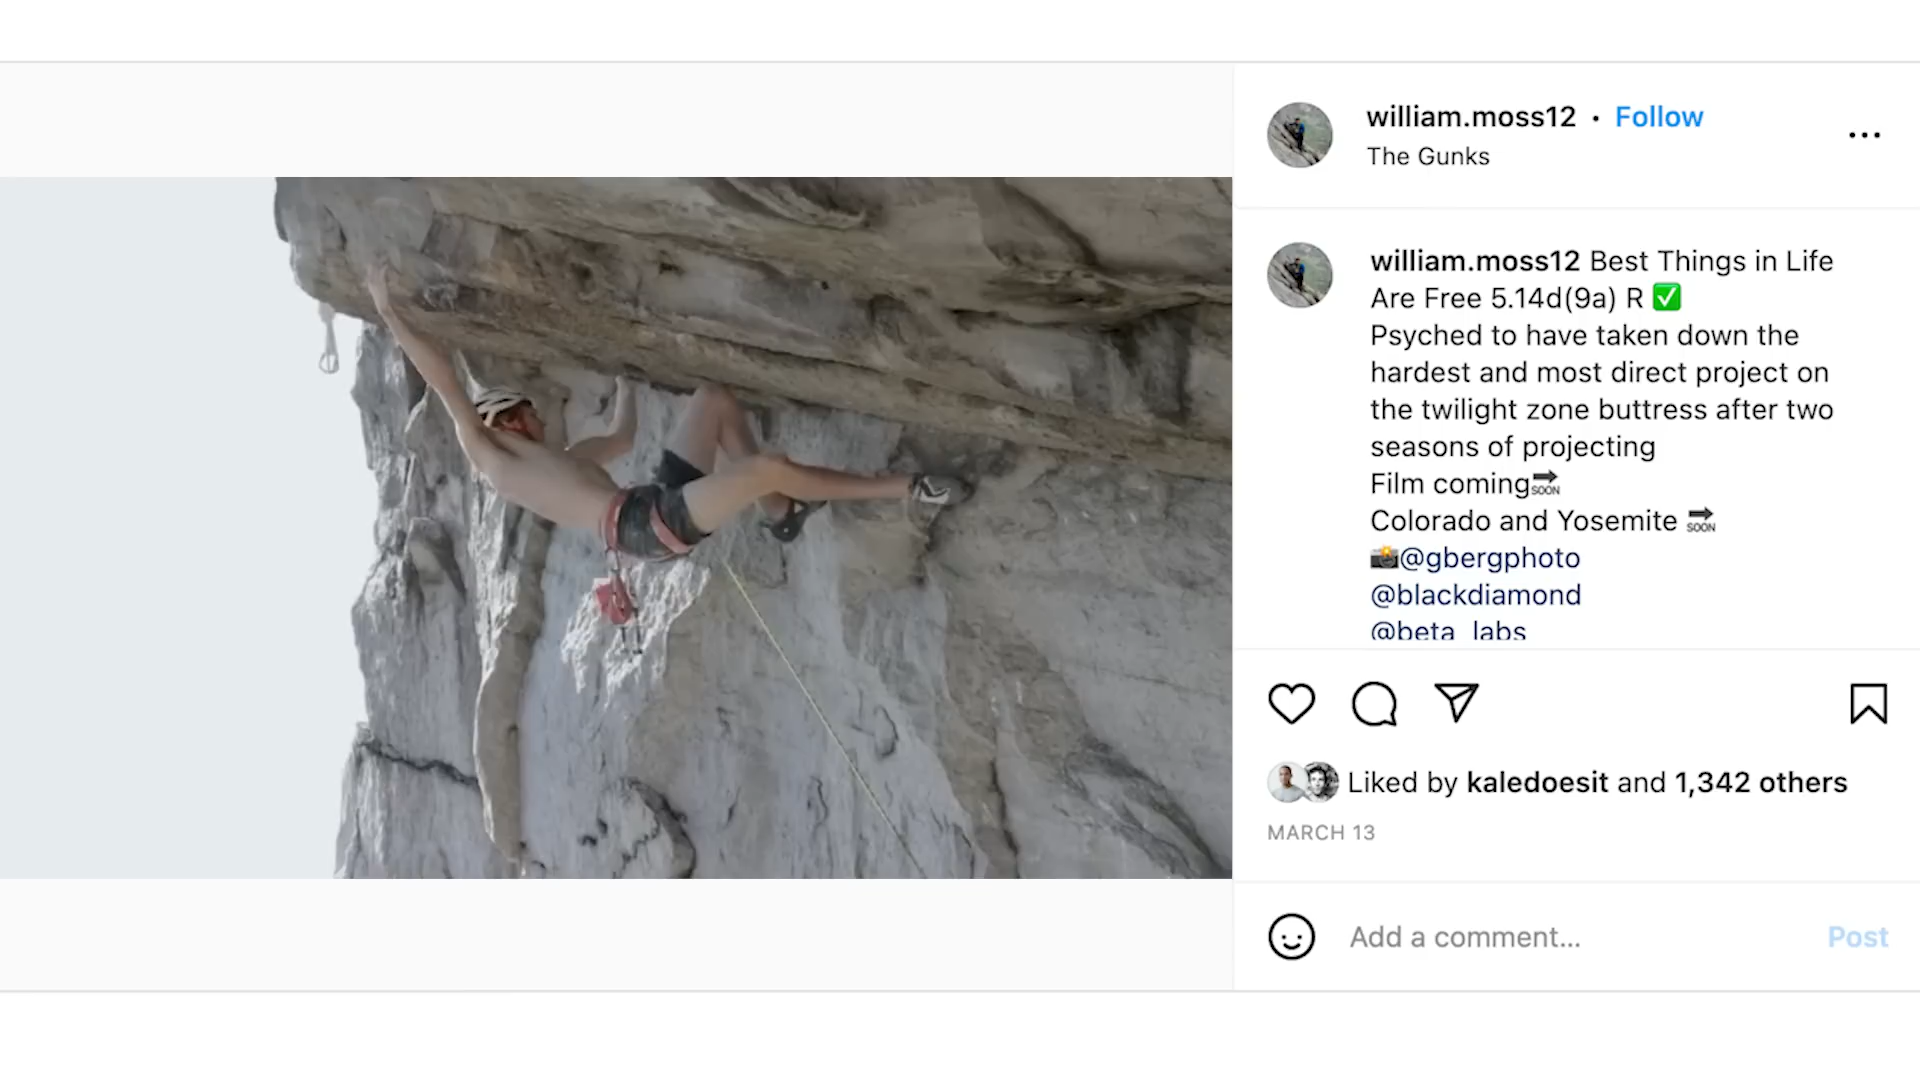 william.moss12 • Follow
The Gunks
william.moss12 Best Things in Life
Are Free 5.14d(9a) R ✅
Psyched to have taken down the
hardest and most direct project on
the twilight zone buttress after two
seasons of projecting
Film coming🔜
Colorado and Yosemite 🔜
📸@gbergphoto
@blackdiamond
@beta_labs
Liked by kaledoesit and 1,342 others
MARCH 13
Add a comment...
Post